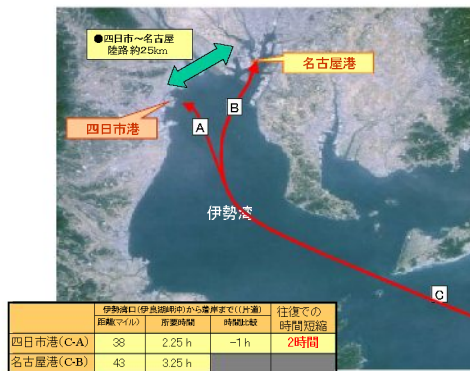 ●四日市～名古屋
陸路約25km
名古屋港
B
A
四日市港
伊勢湾
C
伊勢湾口(伊良湖岬沖)から着岸まで(片道)
往復での
時間短縮
距離(マイル)
所要時間
時間比較
四日市港(C-A)
38
2.25 h
-1 h
2時間
名古屋港(C-B)
43
3.25 h